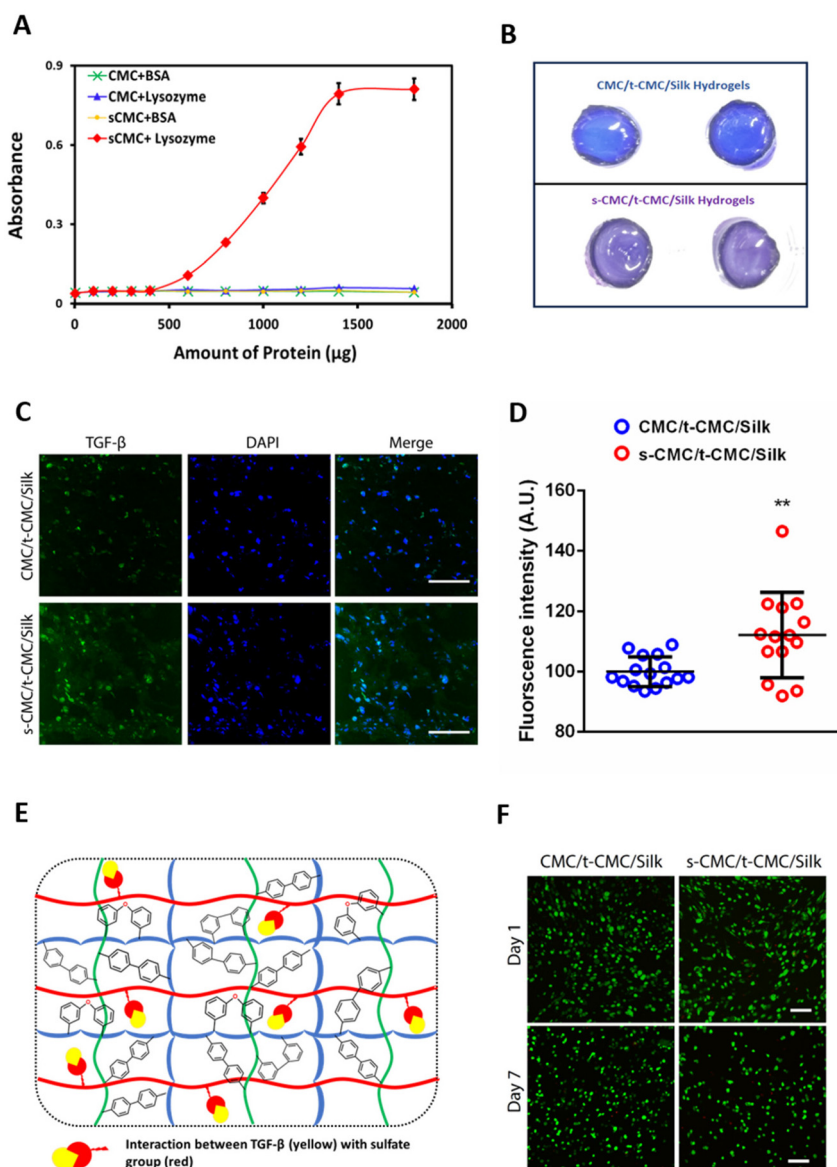 A
0.9
0.6
0.3
0
Absorbance
CMC+BSA
CMC+Lysozyme
sCMC+BSA
sCMC+ Lysozyme
0 500 1000 1500 2000
Amount of Protein (µg)
B
CMC/t-CMC/Silk Hydrogels
s-CMC/t-CMC/Silk Hydrogels
C
TGF-β DAPI Merge
CMC/t-CMC/Silk
s-CMC/t-CMC/Silk
D
CMC/t-CMC/Silk
s-CMC/t-CMC/Silk
**
Fluorescence intensity (A.U.)
160
140
120
100
80
E
O
O
O
O
Interaction between TGF-β (yellow) with sulfate
group (red)
F
CMC/t-CMC/Silk s-CMC/t-CMC/Silk
Day 1
Day 7